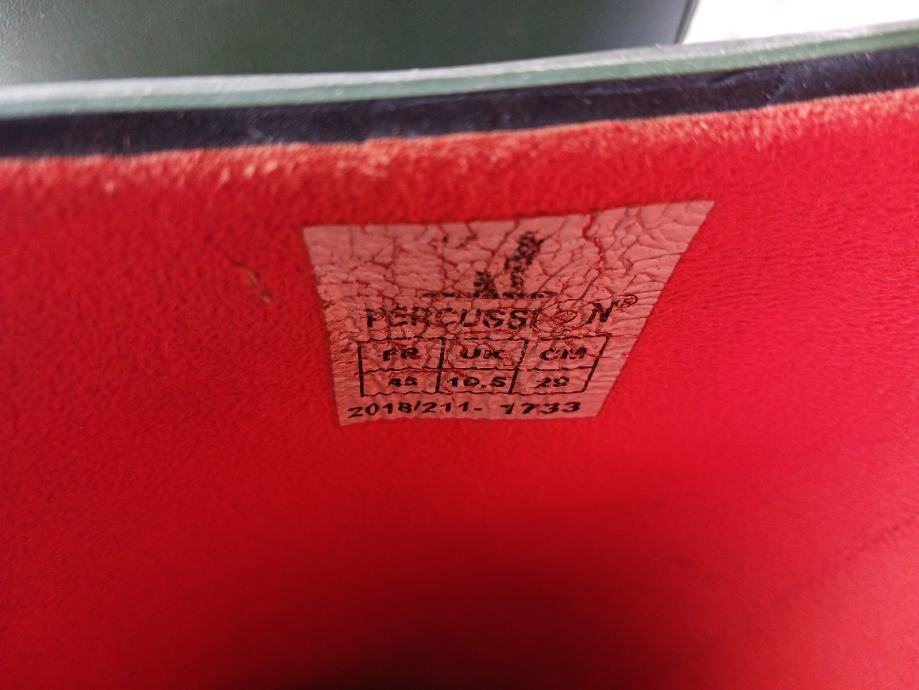 PERCUSSION®
FR UK CM
45 10.5 29
2018/211- 1733